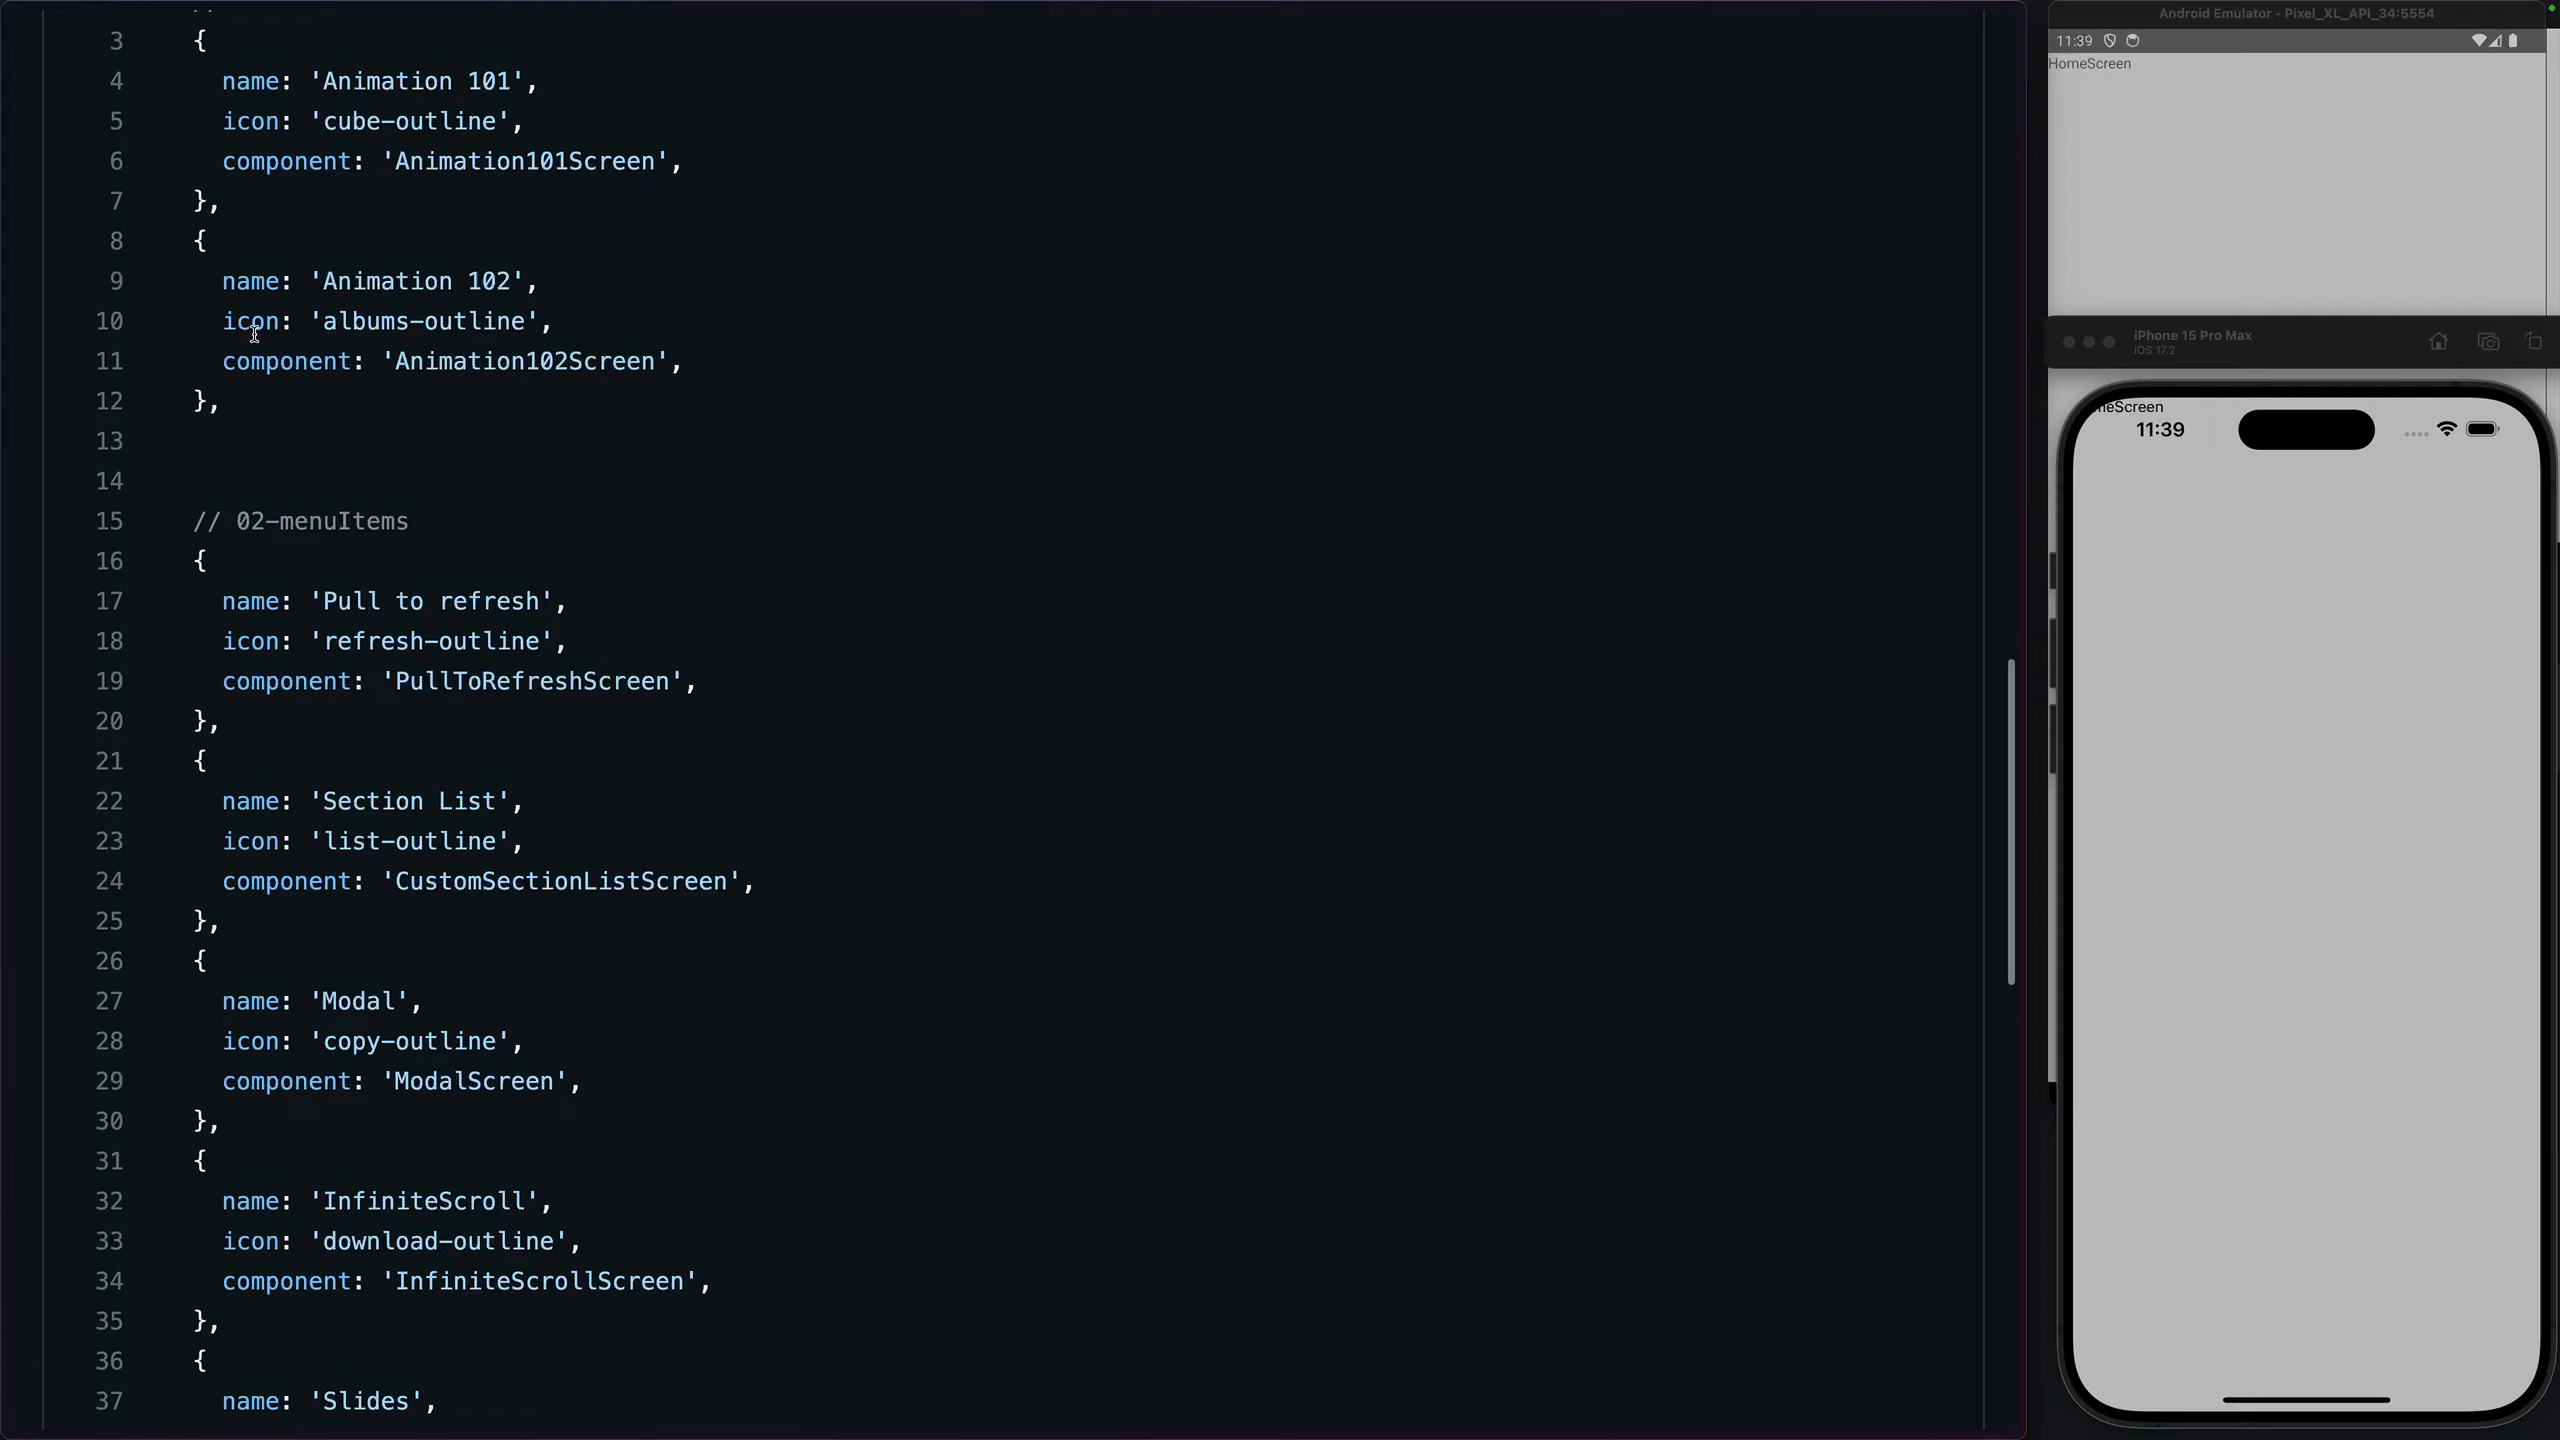 3 {
4 name: 'Animation 101',
5 icon: 'cube-outline',
6 component: 'Animation101Screen',
7 },
8 {
9 name: 'Animation 102',
10 icon: 'albums-outline',
11 component: 'Animation102Screen',
12 },
13
14
15 // 02-menuItems
16 {
17 name: 'Pull to refresh',
18 icon: 'refresh-outline',
19 component: 'PullToRefreshScreen',
20 },
21 {
22 name: 'Section List',
23 icon: 'list-outline',
24 component: 'CustomSectionListScreen',
25 },
26 {
27 name: 'Modal',
28 icon: 'copy-outline',
29 component: 'ModalScreen',
30 },
31 {
32 name: 'InfiniteScroll',
33 icon: 'download-outline',
34 component: 'InfiniteScrollScreen',
35 },
36 {
37 name: 'Slides',
Android Emulator - Pixel_XL_API_34:5554
11:39
HomeScreen
iPhone 15 Pro Max
iOS 17.2
meScreen
11:39